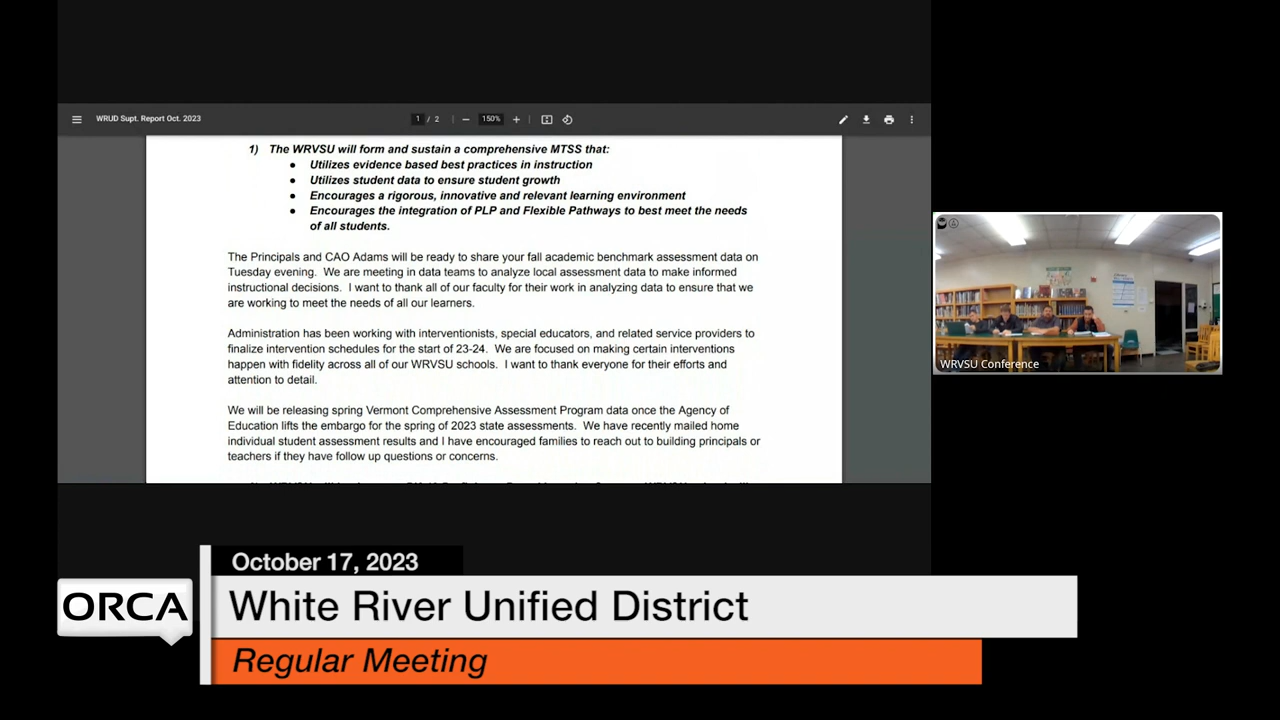 WRUD Supt. Report Oct. 2023
1 / 2
150%
1) The WRVSU will form and sustain a comprehensive MTSS that:
● Utilizes evidence based best practices in instruction
● Utilizes student data to ensure student growth
● Encourages a rigorous, innovative and relevant learning environment
● Encourages the integration of PLP and Flexible Pathways to best meet the needs
of all students.
The Principals and CAO Adams will be ready to share your fall academic benchmark assessment data on
Tuesday evening. We are meeting in data teams to analyze local assessment data to make informed
instructional decisions. I want to thank all of our faculty for their work in analyzing data to ensure that we
are working to meet the needs of all our learners.
Administration has been working with interventionists, special educators, and related service providers to
finalize intervention schedules for the start of 23-24. We are focused on making certain interventions
happen with fidelity across all of our WRVSU schools. I want to thank everyone for their efforts and
attention to detail.
We will be releasing spring Vermont Comprehensive Assessment Program data once the Agency of
Education lifts the embargo for the spring of 2023 state assessments. We have recently mailed home
individual student assessment results and I have encouraged families to reach out to building principals or
teachers if they have follow up questions or concerns.
WRVSU Conference
October 17, 2023
ORCA
White River Unified District
Regular Meeting